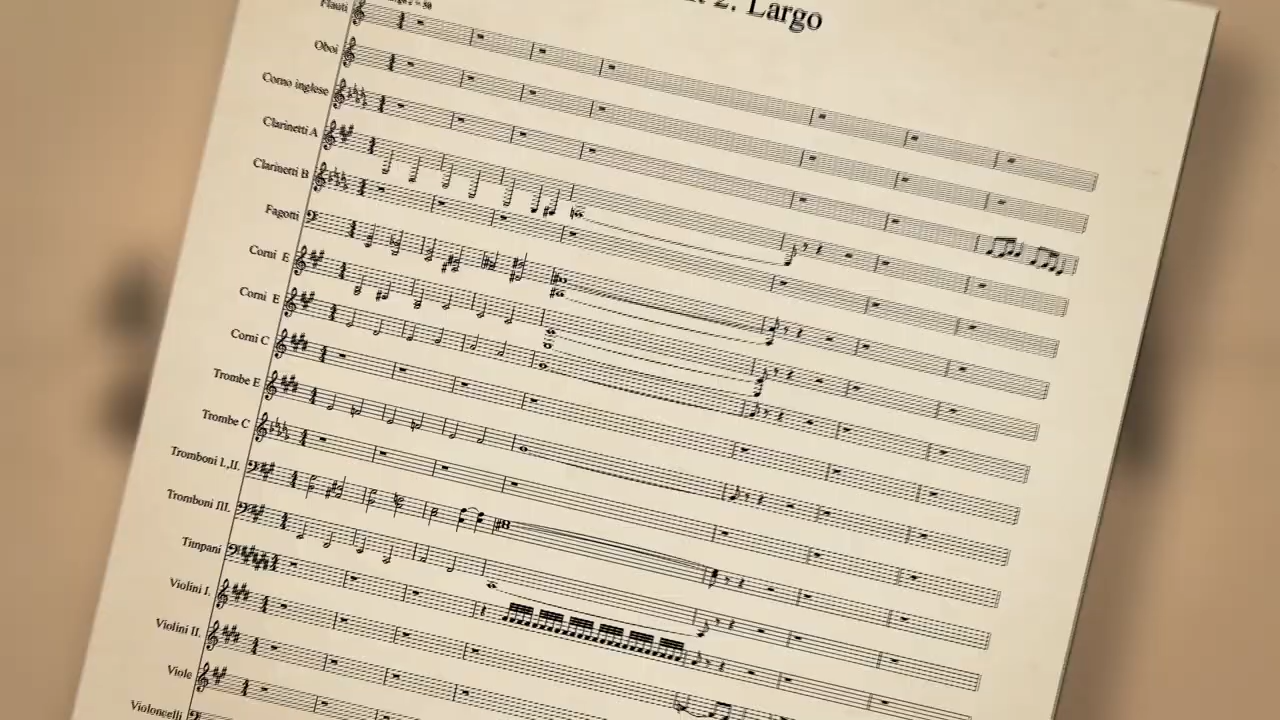 2. Largo
= 50
Flauti
Oboi
Corno inglese
Clarinetti A
Clarinetti B
Fagotti
Corni E
Corni E
Corni C
Trombe E
Trombe C
Tromboni I.,II.
Tromboni III.
Timpani
Violini I.
Violini II.
Viole
Violoncelli